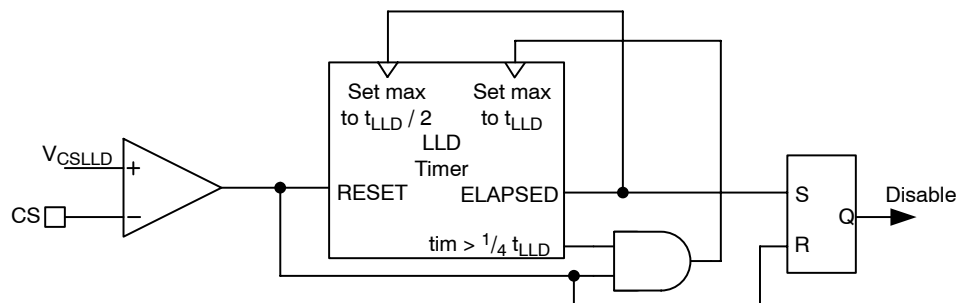 Set max
to tLLD / 2
Set max
to tLLD
LLD
Timer
VCSLLD
+
CS
−
RESET
ELAPSED
tim > 1/4 tLLD
S
R
Q
Disable